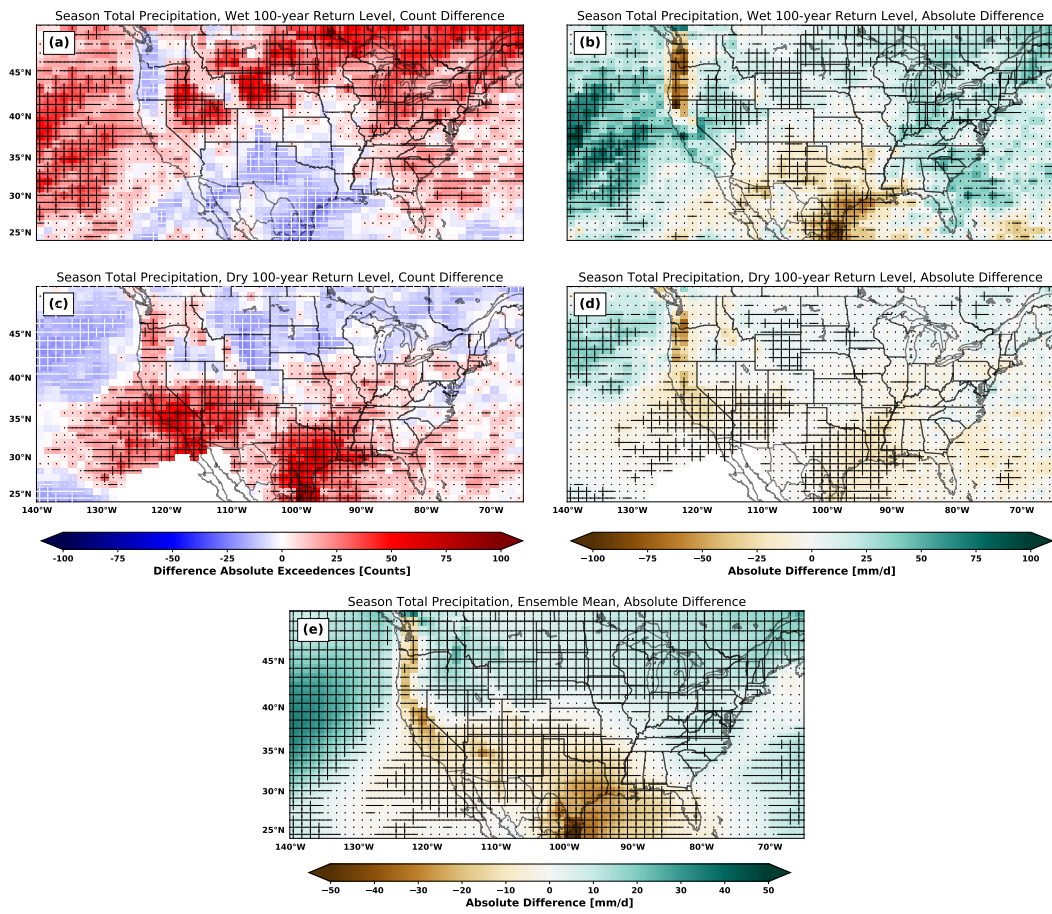 Season Total Precipitation, Wet 100-year Return Level, Count Difference
Season Total Precipitation, Wet 100-year Return Level, Absolute Difference
(a)
(b)
45°N
40°N
35°N
30°N
25°N
Season Total Precipitation, Dry 100-year Return Level, Count Difference
Season Total Precipitation, Dry 100-year Return Level, Absolute Difference
(c)
(d)
45°N
40°N
35°N
30°N
25°N
140°W 130°W 120°W 110°W 100°W 90°W 80°W 70°W
140°W 130°W 120°W 110°W 100°W 90°W 80°W 70°W
-100 -75 -50 -25 0 25 50 75 100
Difference Absolute Exceedences [Counts]
−100 −75 −50 −25 0 25 50 75 100
Absolute Difference [mm/d]
Season Total Precipitation, Ensemble Mean, Absolute Difference
(e)
45°N
40°N
35°N
30°N
25°N
140°W 120°W 110°W 100°W 90°W 80°W 70°W
−50 −40 −30 −20 −10 0 10 20 30 40 50
Absolute Difference [mm/d]